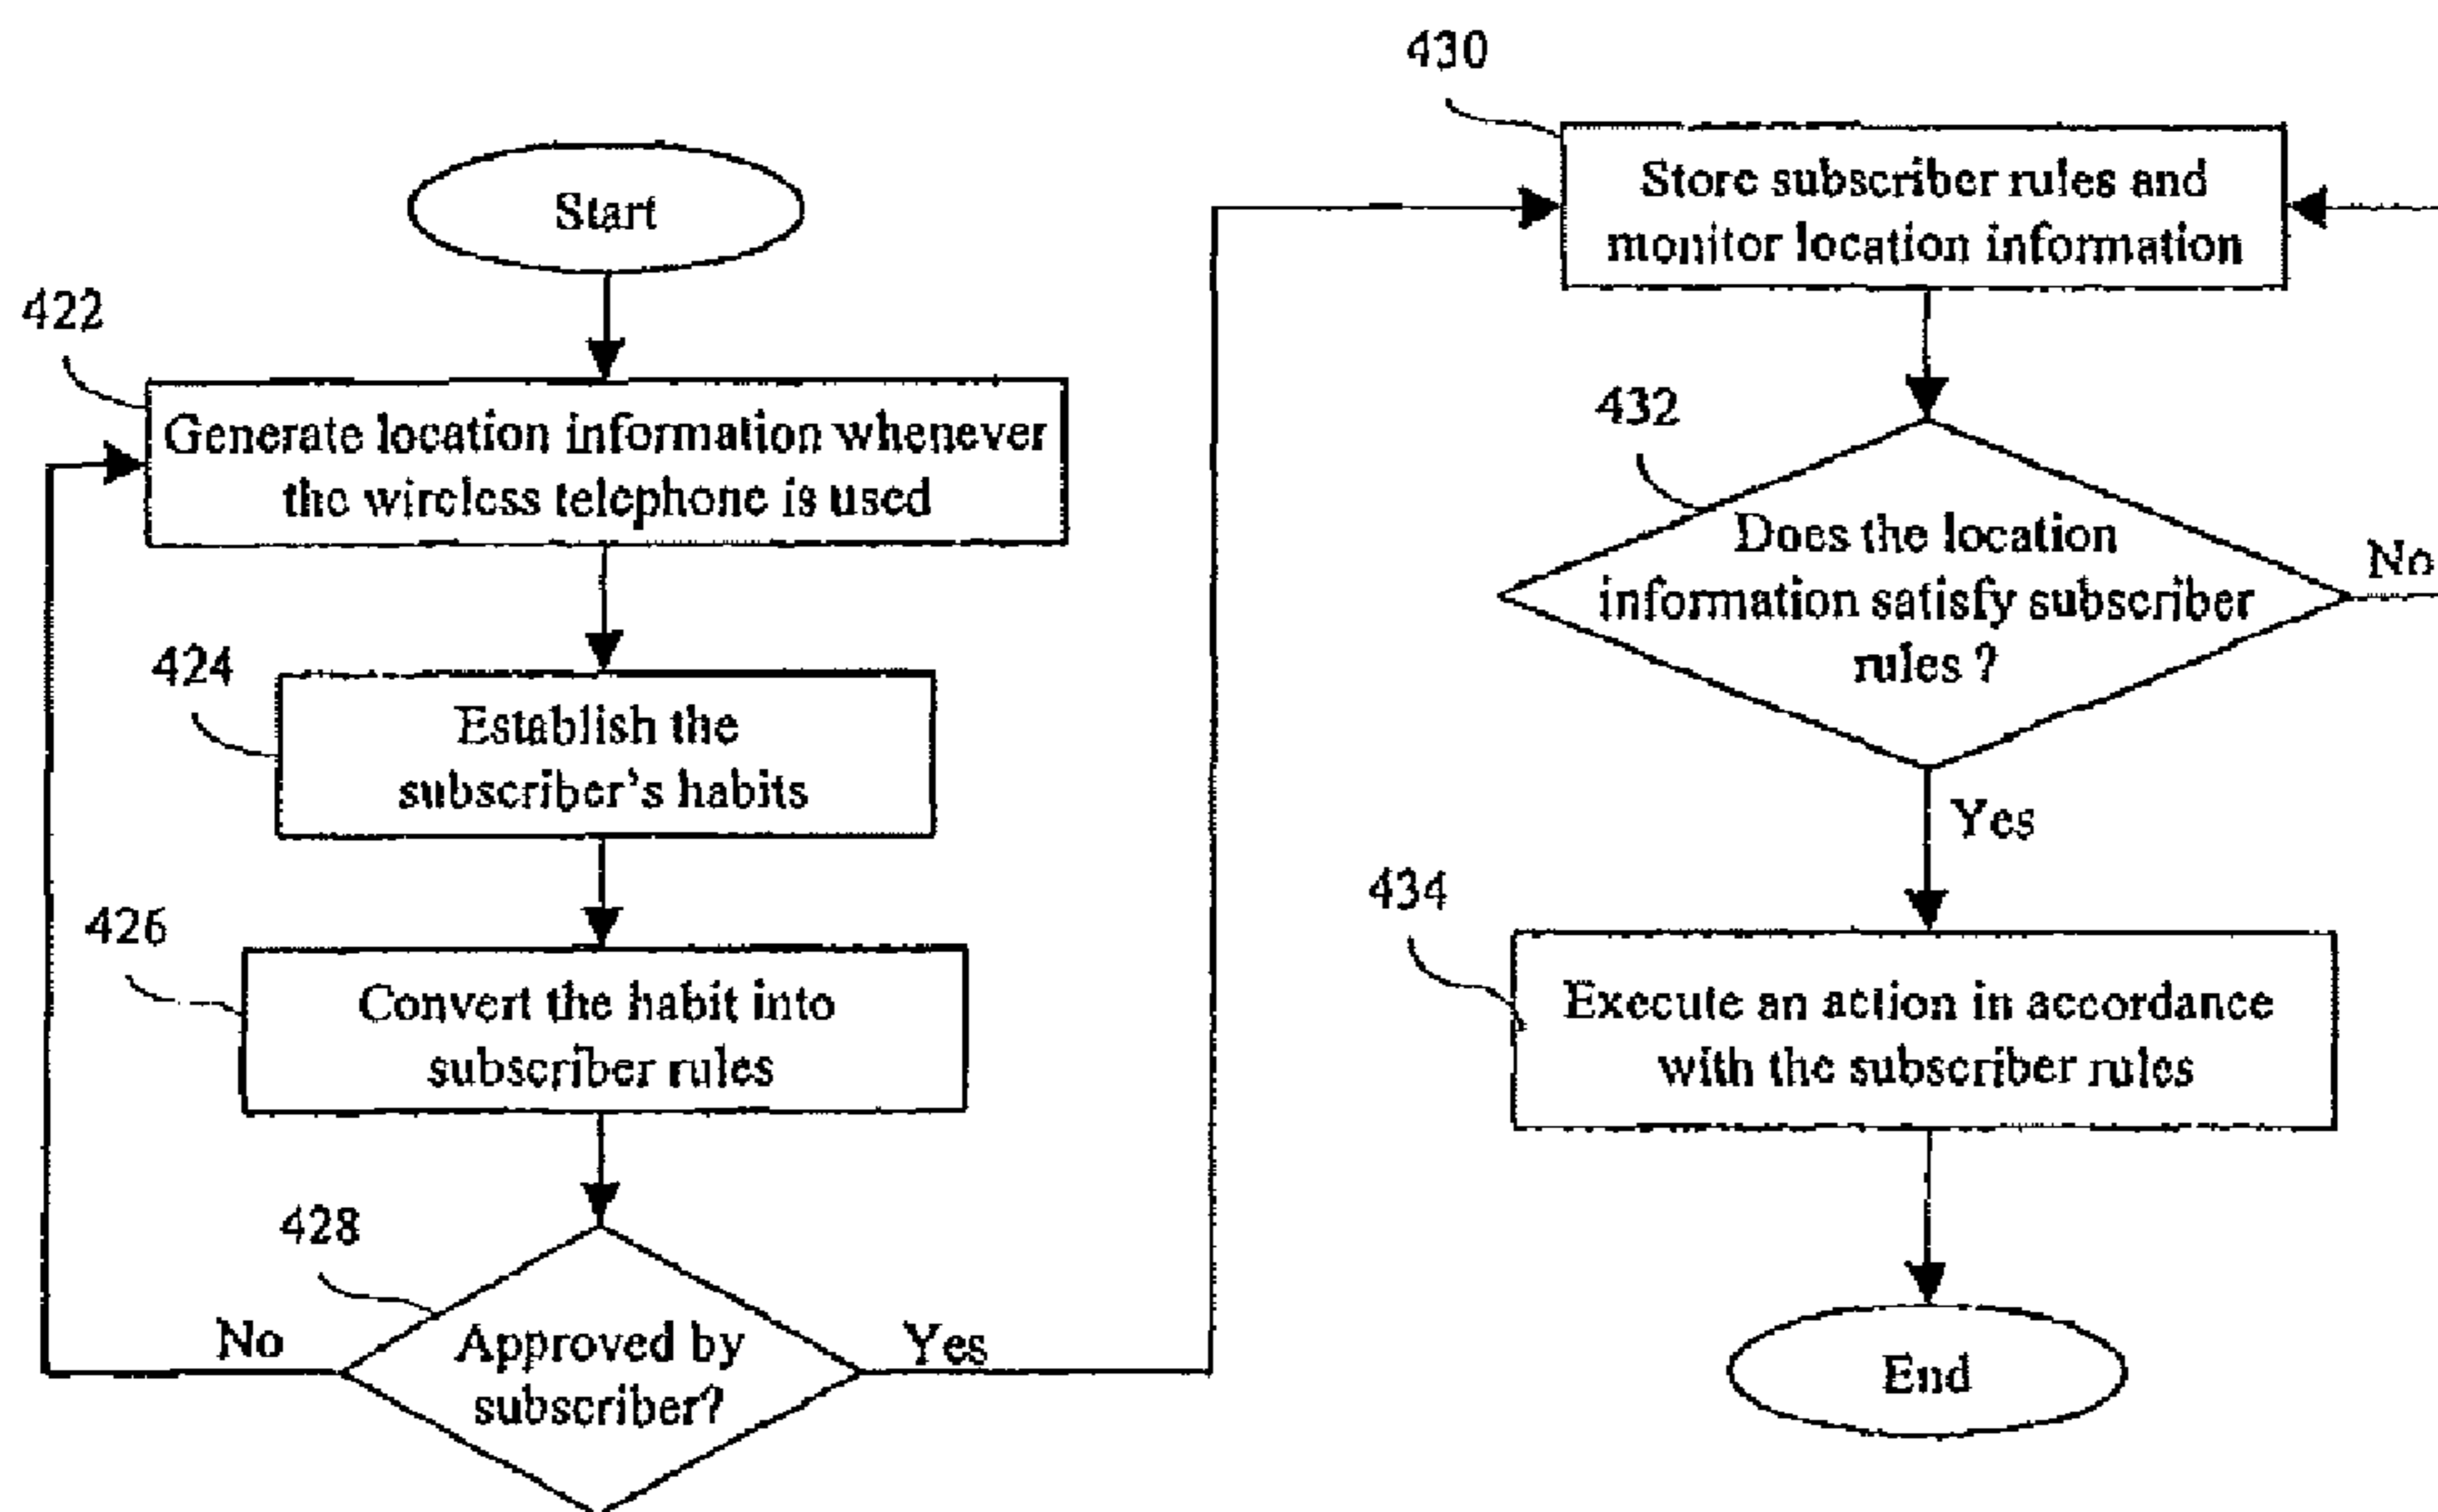 Start
422
Generate location information whenever
the wireless telephone is used
424
Establish the
subscriber's habits
426
Convert the habit into
subscriber rules
428
Approved by
subscriber?
No
Yes
430
Store subscriber rules and
monitor location information
432
Does the location
information satisfy subscriber
rules ?
No
Yes
434
Execute an action in accordance
with the subscriber rules
End